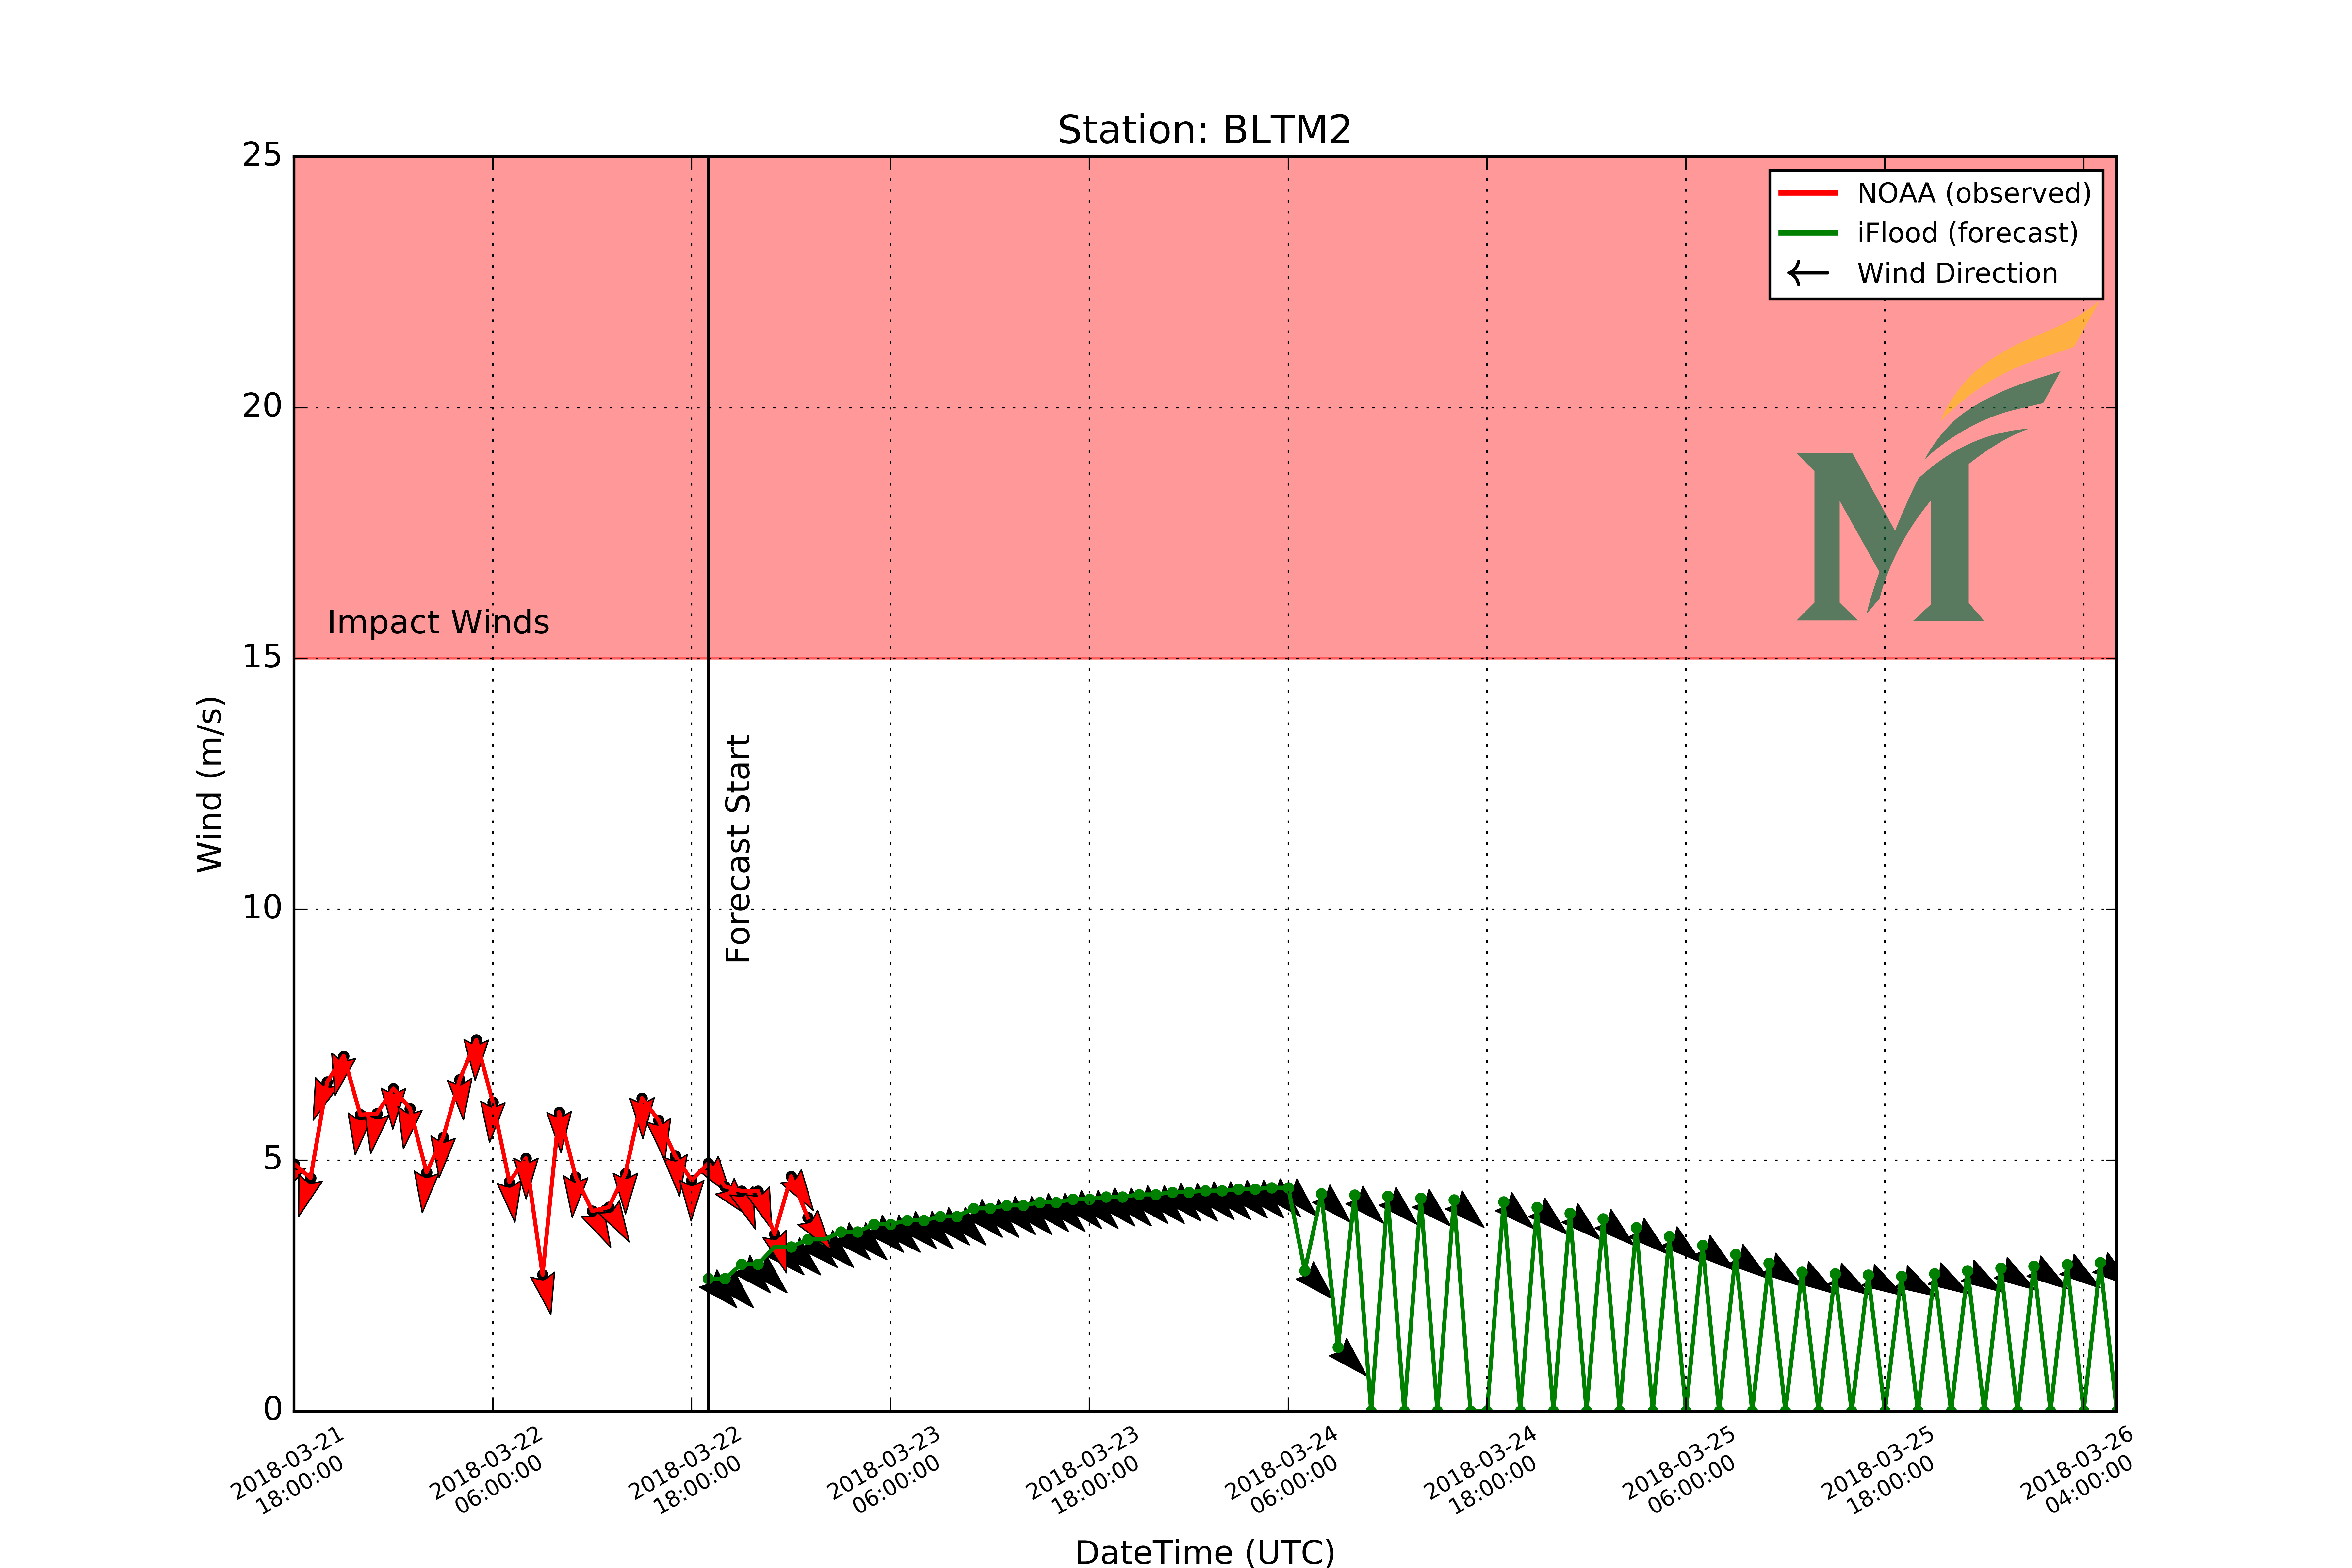 Station: BLTM2
25
20
15
10
5
0
Wind (m/s)
NOAA (observed)
iFlood (forecast)
Wind Direction
Impact Winds
Forecast Start
2018-03-21
18:00:00
2018-03-22
06:00:00
2018-03-22
18:00:00
2018-03-23
06:00:00
2018-03-23
18:00:00
2018-03-24
06:00:00
2018-03-24
18:00:00
2018-03-25
06:00:00
2018-03-25
18:00:00
2018-03-26
04:00:00
DateTime (UTC)
M